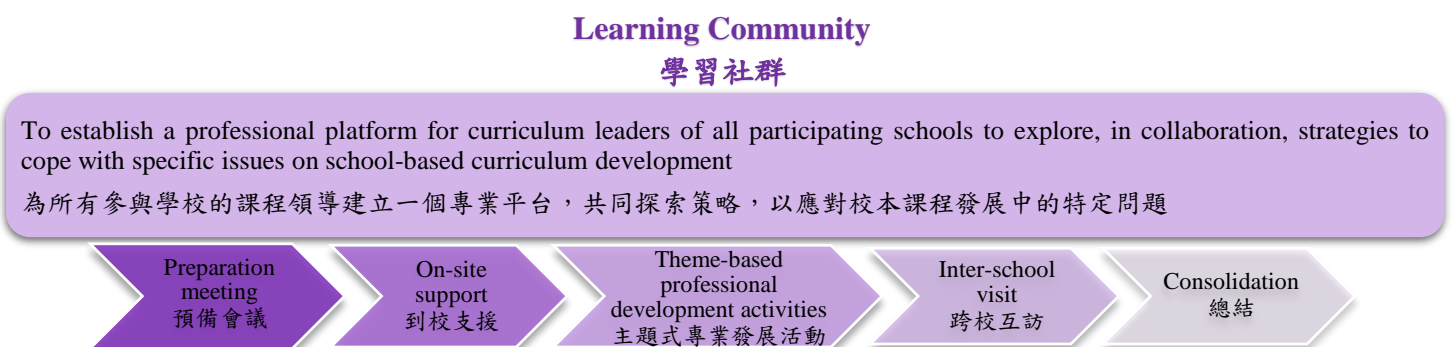 Learning Community
學習社群
To establish a professional platform for curriculum leaders of all participating schools to explore, in collaboration, strategies to
cope with specific issues on school-based curriculum development
為所有參與學校的課程領導建立一個專業平台，共同探索策略，以應對校本課程發展中的特定問題
Preparation
meeting
預備會議
On-site
support
到校支援
Theme-based
professional
development activities
主題式專業發展活動
Inter-school
visit
跨校互訪
Consolidation
總結